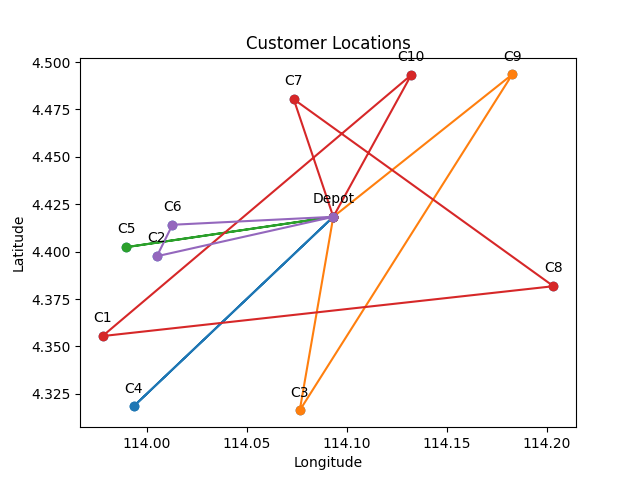 Customer Locations
C10
C9
C7
Depot
C6
C5
C2
C8
C1
C4
C3
4.500
4.475
4.450
4.425
4.400
4.375
4.350
4.325
Latitude
114.00
114.05
114.10
114.15
114.20
Longitude